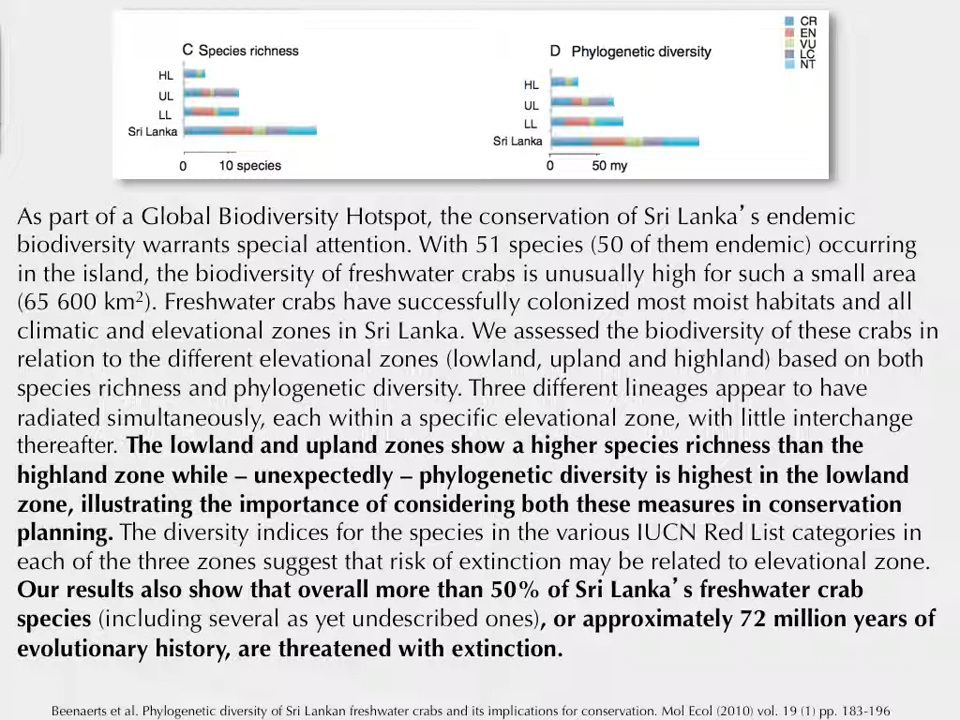 C Species richness
HL
UL
LL
Sri Lanka
0 10 species
D Phylogenetic diversity
HL
UL
LL
Sri Lanka
0 50 my
CR
EN
VU
LC
NT
As part of a Global Biodiversity Hotspot, the conservation of Sri Lanka’s endemic
biodiversity warrants special attention. With 51 species (50 of them endemic) occurring
in the island, the biodiversity of freshwater crabs is unusually high for such a small area
(65 600 km²). Freshwater crabs have successfully colonized most moist habitats and all
climatic and elevational zones in Sri Lanka. We assessed the biodiversity of these crabs in
relation to the different elevational zones (lowland, upland and highland) based on both
species richness and phylogenetic diversity. Three different lineages appear to have
radiated simultaneously, each within a specific elevational zone, with little interchange
thereafter. The lowland and upland zones show a higher species richness than the
highland zone while – unexpectedly – phylogenetic diversity is highest in the lowland
zone, illustrating the importance of considering both these measures in conservation
planning. The diversity indices for the species in the various IUCN Red List categories in
each of the three zones suggest that risk of extinction may be related to elevational zone.
Our results also show that overall more than 50% of Sri Lanka’s freshwater crab
species (including several as yet undescribed ones), or approximately 72 million years of
evolutionary history, are threatened with extinction.
Beenaerts et al. Phylogenetic diversity of Sri Lankan freshwater crabs and its implications for conservation. Mol Ecol (2010) vol. 19 (1) pp. 183-196